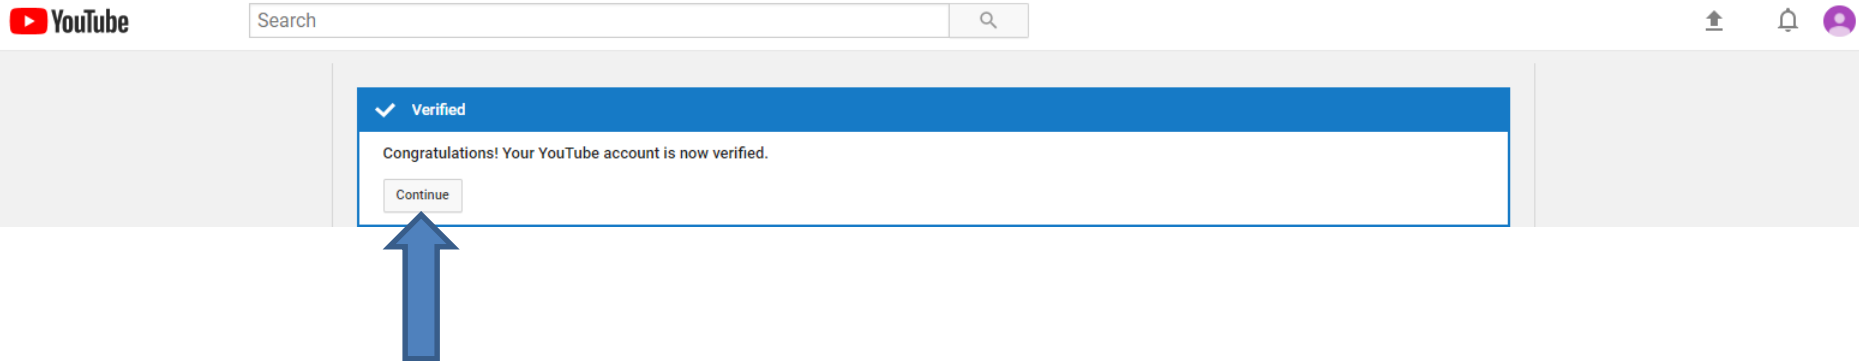 YouTube
Search
Verified
Congratulations! Your YouTube account is now verified.
Continue